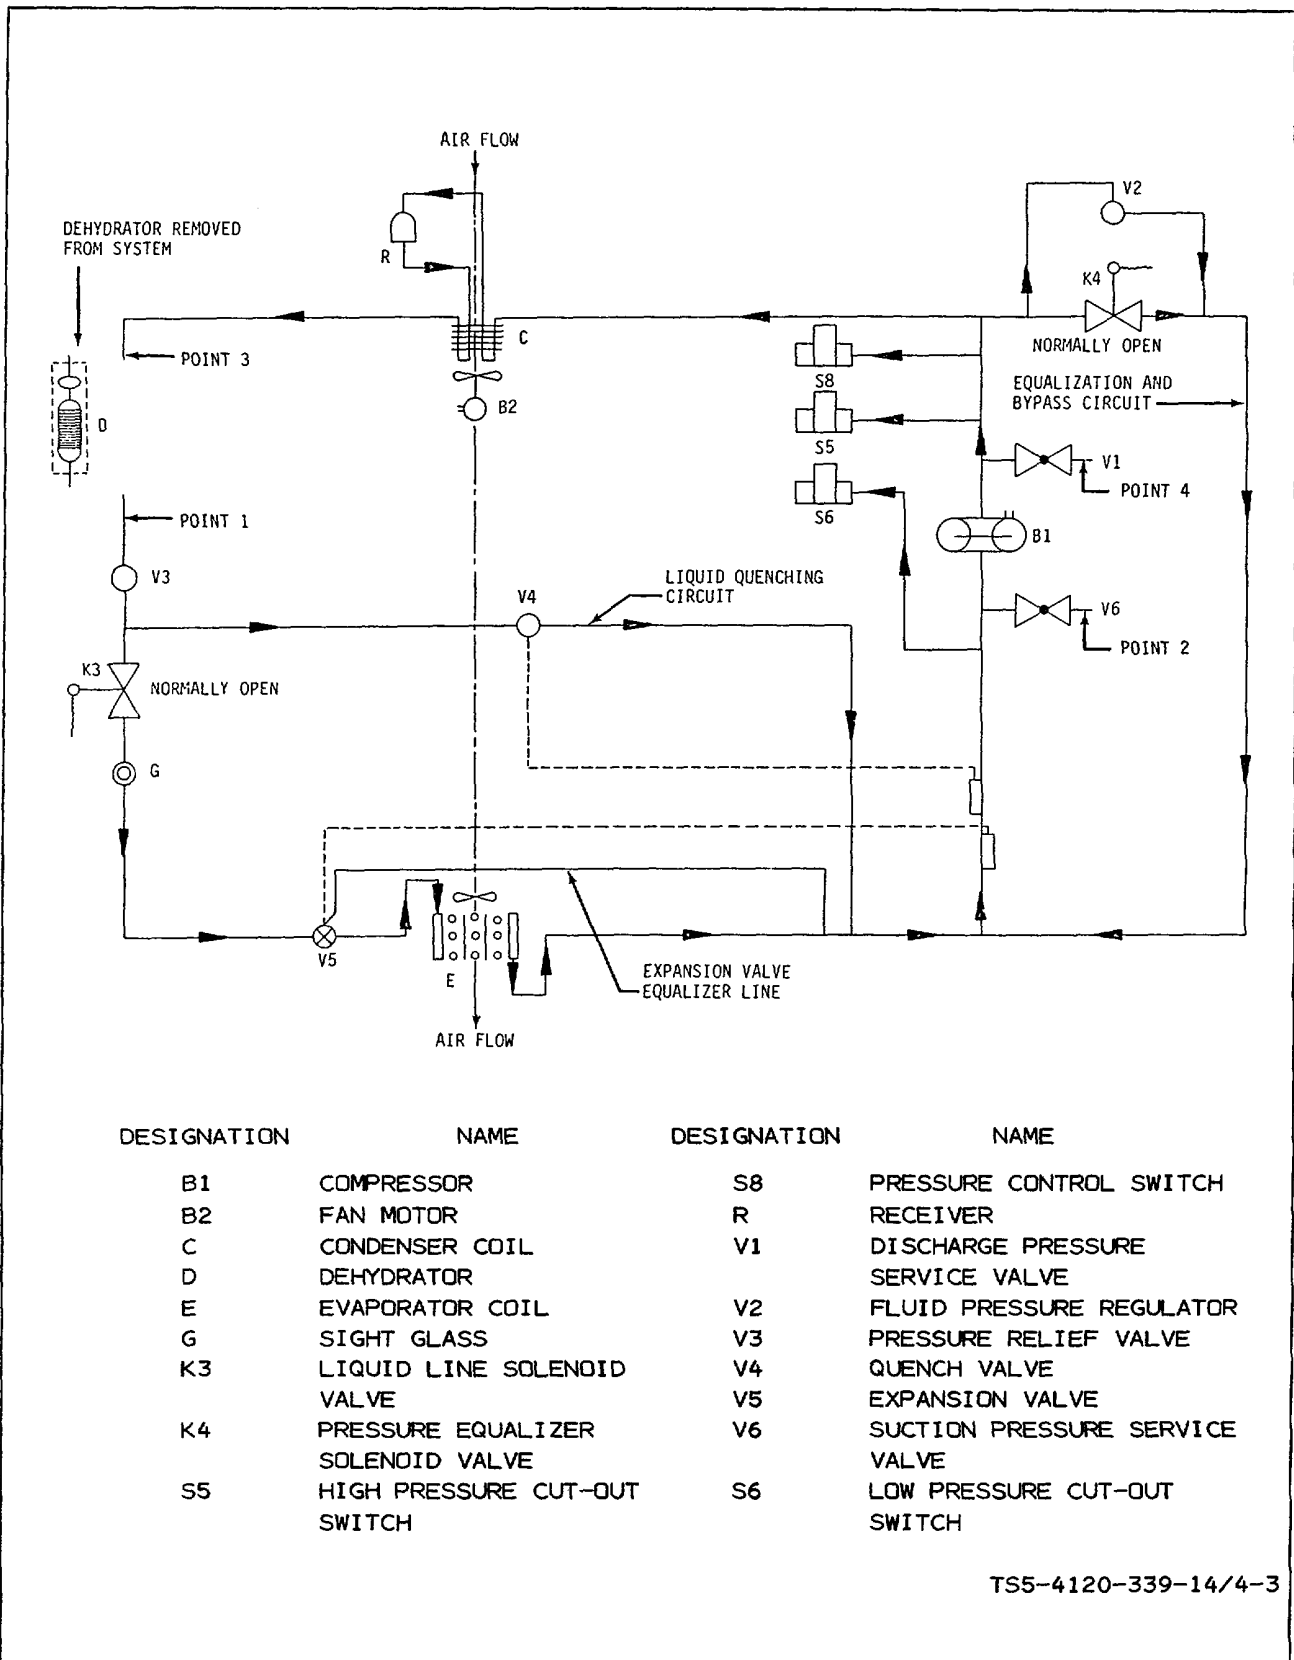 AIR FLOW
V2
DEHYDRATOR REMOVED
FROM SYSTEM
R
K4
C
POINT 3
NORMALLY OPEN
S8
EQUALIZATION AND
BYPASS CIRCUIT
B2
D
S5
V1
POINT 4
S6
POINT 1
B1
V3
LIQUID QUENCHING
CIRCUIT
V4
V6
POINT 2
K3
NORMALLY OPEN
G
V5
E
EXPANSION VALVE
EQUALIZER LINE
AIR FLOW
DESIGNATION NAME DESIGNATION NAME
B1 COMPRESSOR S8 PRESSURE CONTROL SWITCH
B2 FAN MOTOR R RECEIVER
C CONDENSER COIL V1 DISCHARGE PRESSURE
D DEHYDRATOR SERVICE VALVE
E EVAPORATOR COIL V2 FLUID PRESSURE REGULATOR
G SIGHT GLASS V3 PRESSURE RELIEF VALVE
K3 LIQUID LINE SOLENOID V4 QUENCH VALVE
VALVE V5 EXPANSION VALVE
K4 PRESSURE EQUALIZER V6 SUCTION PRESSURE SERVICE
SOLENOID VALVE VALVE
S5 HIGH PRESSURE CUT-OUT S6 LOW PRESSURE CUT-OUT
SWITCH SWITCH
TS5-4120-339-14/4-3